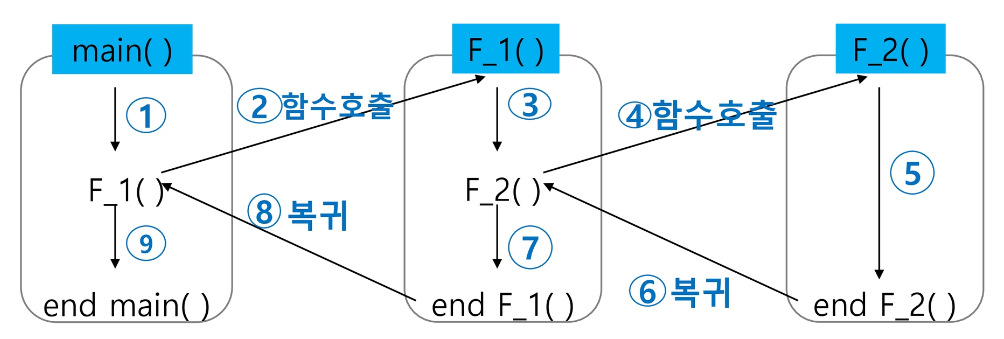 main( )
F_1( )
F_2( )
①
② 함수호출
③
④ 함수호출
⑤
F_1( )
F_2( )
⑧ 복귀
⑨
⑦
⑥ 복귀
end main( )
end F_1( )
end F_2( )